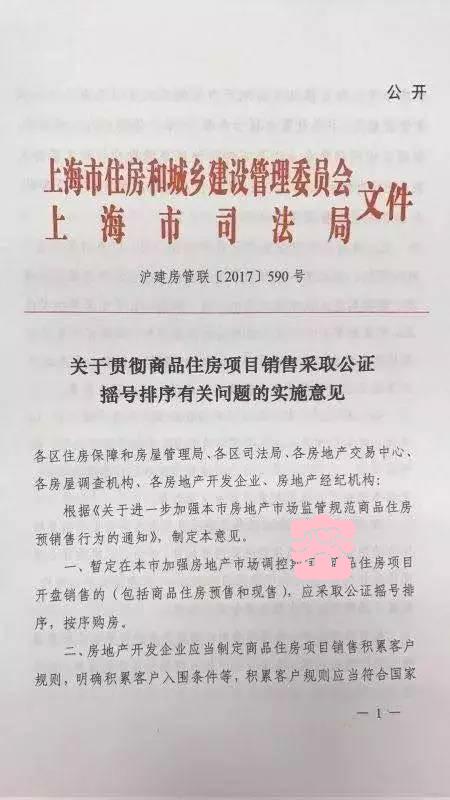 公开
上海市住房和城乡建设管理委员会
上海市司法局
文件
沪建房管联〔2017〕590号
关于贯彻商品住房项目销售采取公证
摇号排序有关问题的实施意见
各区住房保障和房屋管理局、各区司法局、各房地产交易中心、
各房屋调查机构、各房地产开发企业、房地产经纪机构：
根据《关于进一步加强本市房地产市场监管规范商品住房
预销售行为的通知》，制定本意见。
一、暂定在本市加强房地产市场调控 品住房项目
开盘销售的（包括商品住房预售和现售），应采取公证摇号排
序，按序购房。
二、房地产开发企业应当制定商品住房项目销售积累客户
规则，明确积累客户入围条件等，积累客户规则应当符合国家
— 1 —